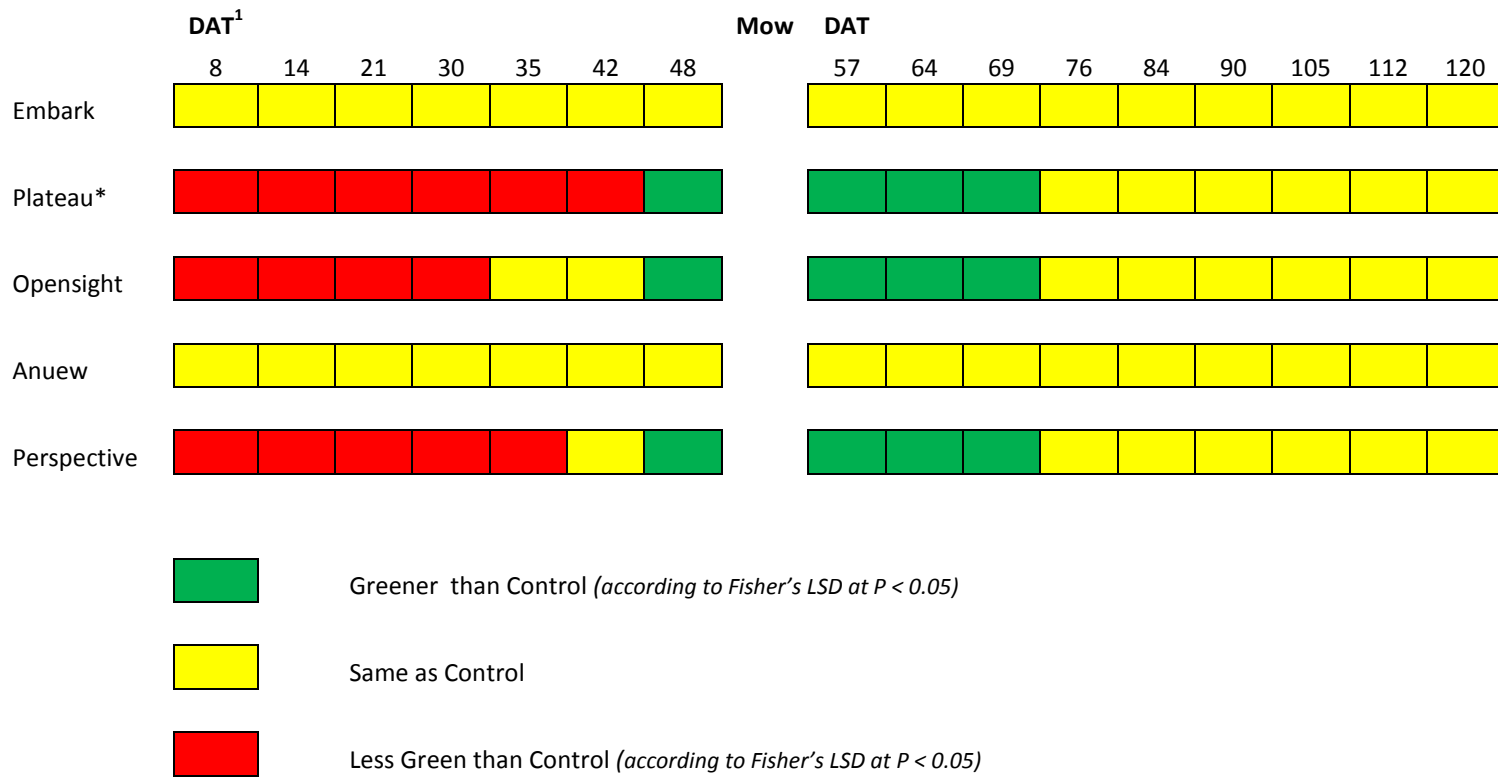 DAT¹ Mow DAT
8 14 21 30 35 42 48 57 64 69 76 84 90 105 112 120
Embark
Plateau*
Opensight
Anuew
Perspective
Greener than Control (according to Fisher’s LSD at P < 0.05)
Same as Control
Less Green than Control (according to Fisher’s LSD at P < 0.05)